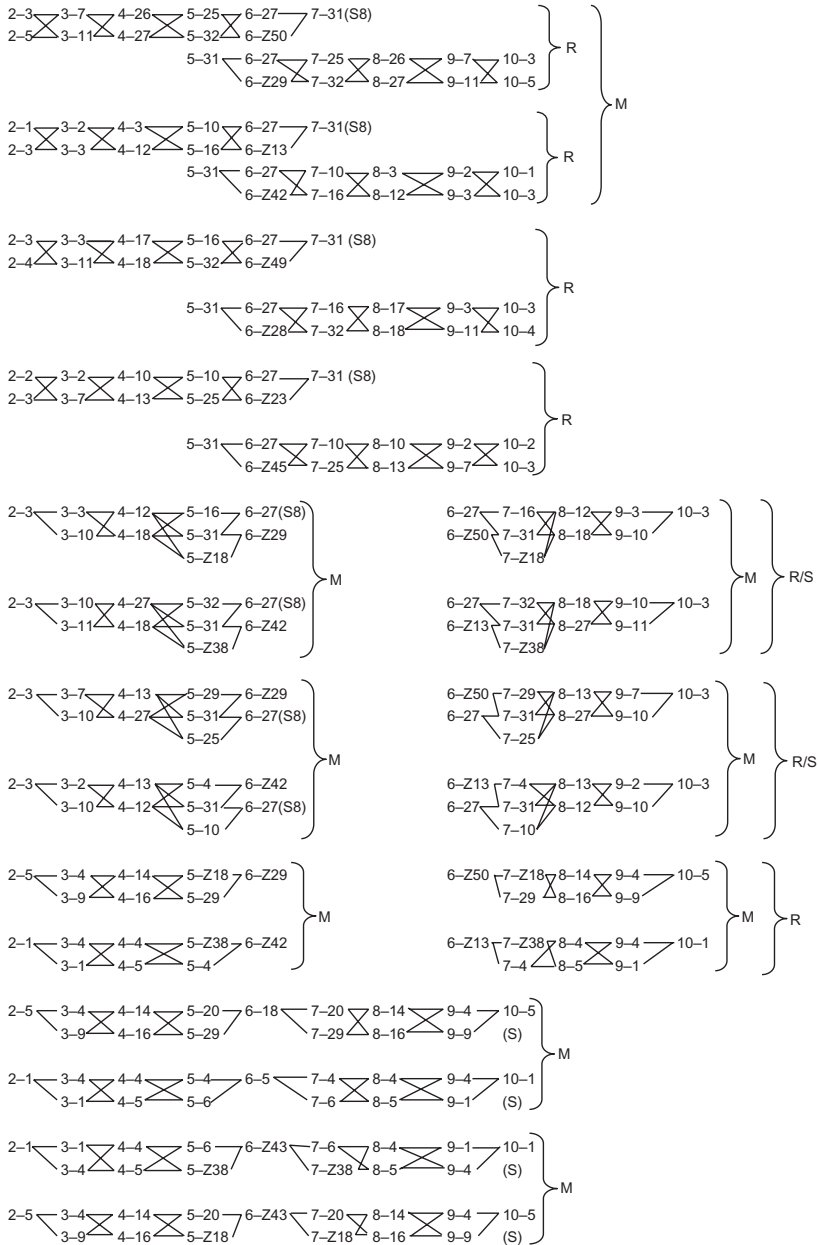 2–3 3–7 4–26 5–25 6–27 7–31(S8)
2–5 3–11 4–27 5–32 6–Z50
R
5–31 6–27 7–25 8–26 9–7 10–3
6–Z29 7–32 8–27 9–11 10–5
M
2–1 3–2 4–3 5–10 6–27 7–31(S8)
2–3 3–3 4–12 5–16 6–Z13
R
5–31 6–27 7–10 8–3 9–2 10–1
6–Z42 7–16 8–12 9–3 10–3
2–3 3–3 4–17 5–16 6–27 7–31 (S8)
2–4 3–11 4–18 5–32 6–Z49
R
5–31 6–27 7–16 8–17 9–3 10–3
6–Z28 7–32 8–18 9–11 10–4
2–2 3–2 4–10 5–10 6–27 7–31 (S8)
2–3 3–7 4–13 5–25 6–Z23
R
5–31 6–27 7–10 8–10 9–2 10–2
6–Z45 7–25 8–13 9–7 10–3
2–3 3–3 4–12 5–16 6–27(S8) 6–27 7–16 8–12 9–3 10–3
3–10 4–18 5–31 6–Z29 6–Z50 7–31 8–18 9–10
5–Z18 7–Z18
M M R/S
2–3 3–10 4–27 5–32 6–27(S8) 6–27 7–32 8–18 9–10 10–3
3–11 4–18 5–31 6–Z42 6–Z13 7–31 8–27 9–11
5–Z38 7–Z38
2–3 3–7 4–13 5–29 6–Z29 6–Z50 7–29 8–13 9–7 10–3
3–10 4–27 5–31 6–27(S8) 6–27 7–31 8–27 9–10
5–25 7–25
M M R/S
2–3 3–2 4–13 5–4 6–Z42 6–Z13 7–4 8–13 9–2 10–3
3–10 4–12 5–31 6–27(S8) 6–27 7–31 8–12 9–10
5–10 7–10
2–5 3–4 4–14 5–Z18 6–Z29 6–Z50 7–Z18 8–14 9–4 10–5
3–9 4–16 5–29 7–29 8–16 9–9
M M R
2–1 3–4 4–4 5–Z38 6–Z42 6–Z13 7–Z38 8–4 9–4 10–1
3–1 4–5 5–4 7–4 8–5 9–1
2–5 3–4 4–14 5–20 6–18 7–20 8–14 9–4 10–5
3–9 4–16 5–29 7–29 8–16 9–9 (S)
M
2–1 3–4 4–4 5–4 6–5 7–4 8–4 9–4 10–1
3–1 4–5 5–6 7–6 8–5 9–1 (S)
2–1 3–1 4–4 5–6 6–Z43 7–6 8–4 9–1 10–1
3–4 4–5 5–Z38 7–Z38 8–5 9–4 (S)
M
2–5 3–4 4–14 5–20 6–Z43 7–20 8–14 9–4 10–5
3–9 4–16 5–Z18 7–Z18 8–16 9–9 (S)